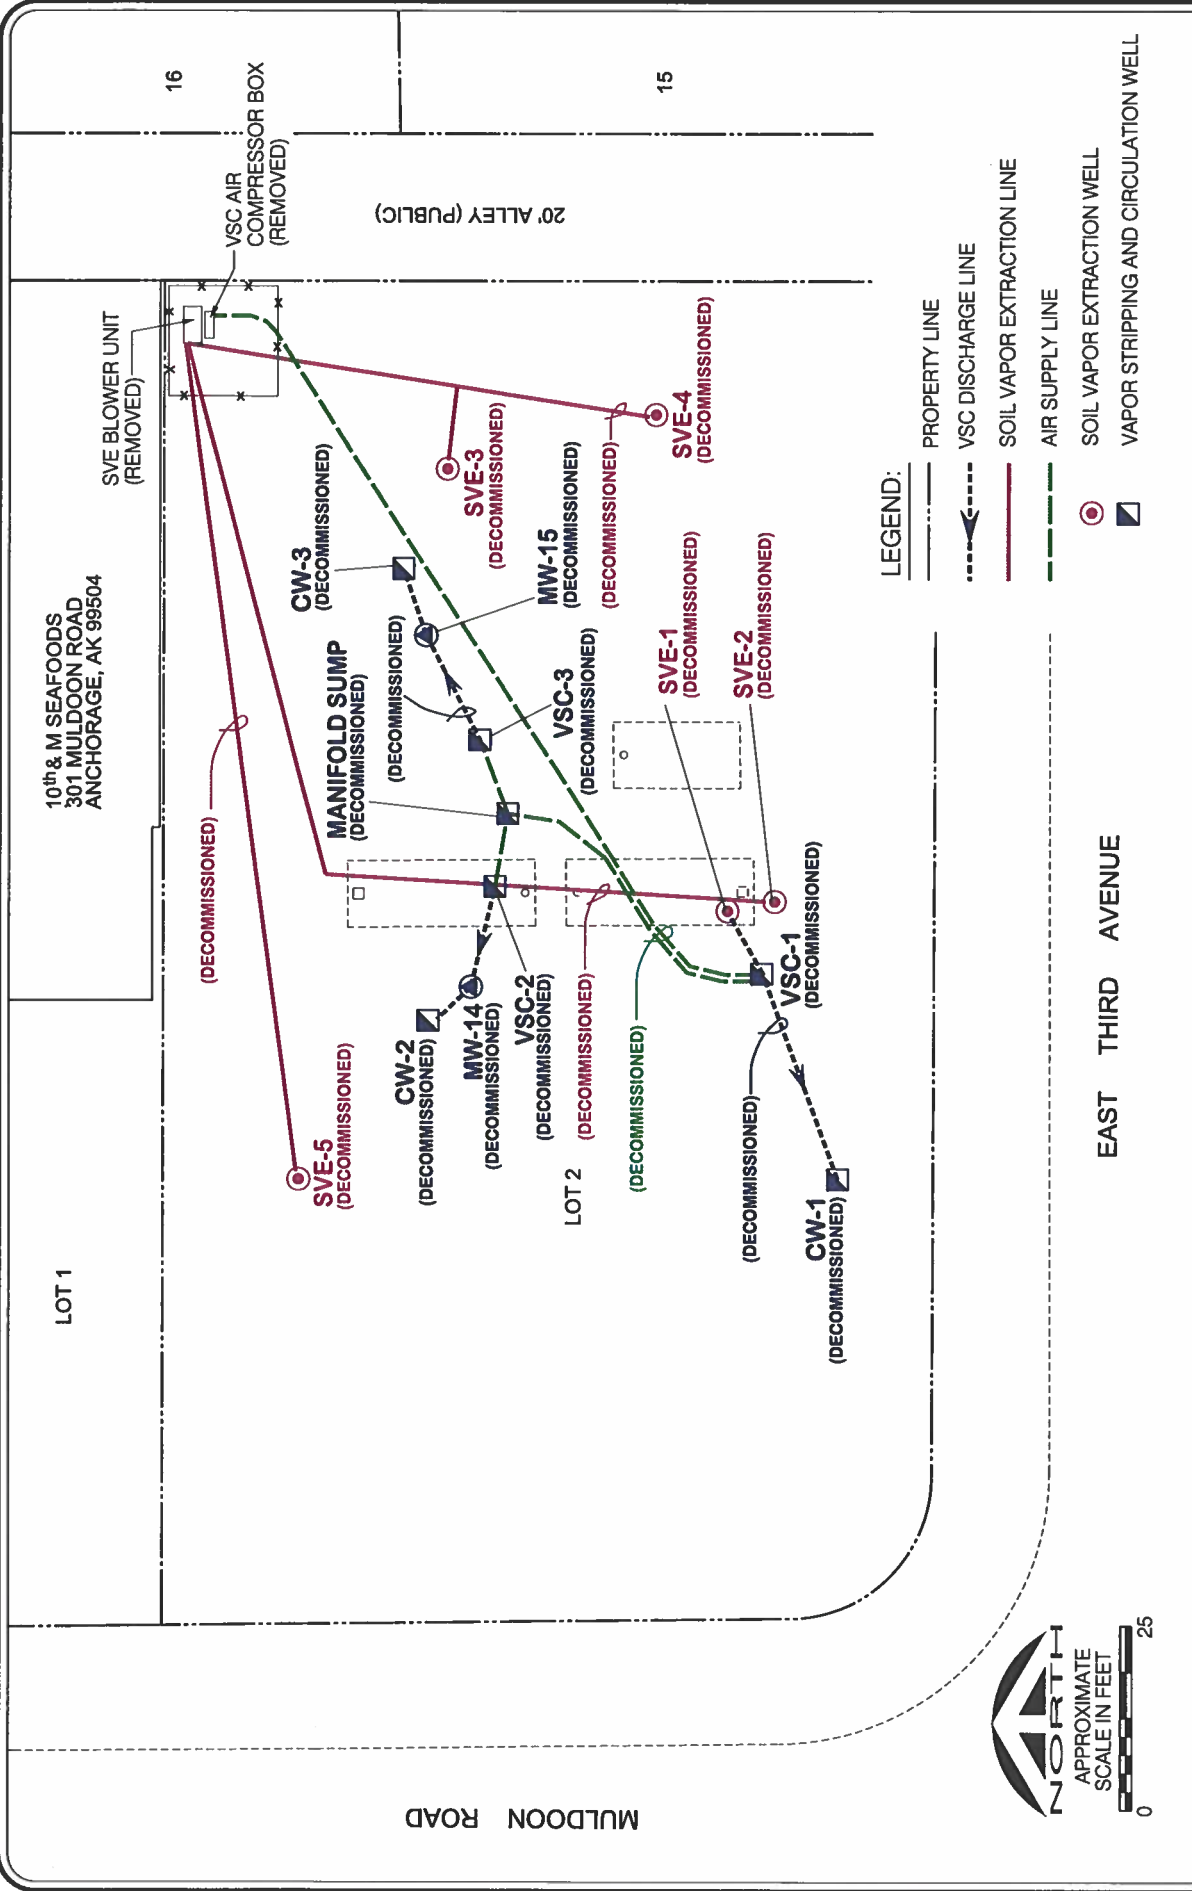 LOT 1
10th & M SEAFOODS
301 MULDOON ROAD
ANCHORAGE, AK 99504
16
SVE BLOWER UNIT
(REMOVED)
VSC AIR
COMPRESSOR BOX
(REMOVED)
20' ALLEY (PUBLIC)
15
(DECOMMISSIONED)
SVE-5
(DECOMMISSIONED)
MANIFOLD SUMP
(DECOMMISSIONED)
CW-3
(DECOMMISSIONED)
(DECOMMISSIONED)
SVE-3
(DECOMMISSIONED)
MW-15
(DECOMMISSIONED)
(DECOMMISSIONED)
SVE-4
(DECOMMISSIONED)
CW-2
(DECOMMISSIONED)
MW-14
(DECOMMISSIONED)
VSC-2
(DECOMMISSIONED)
VSC-3
(DECOMMISSIONED)
LOT 2
(DECOMMISSIONED)
(DECOMMISSIONED)
SVE-1
(DECOMMISSIONED)
SVE-2
(DECOMMISSIONED)
VSC-1
(DECOMMISSIONED)
(DECOMMISSIONED)
CW-1
(DECOMMISSIONED)
MULDOON ROAD
EAST THIRD AVENUE
LEGEND:
PROPERTY LINE
VSC DISCHARGE LINE
SOIL VAPOR EXTRACTION LINE
AIR SUPPLY LINE
SOIL VAPOR EXTRACTION WELL
VAPOR STRIPPING AND CIRCULATION WELL
NORTH
APPROXIMATE
SCALE IN FEET
0 25